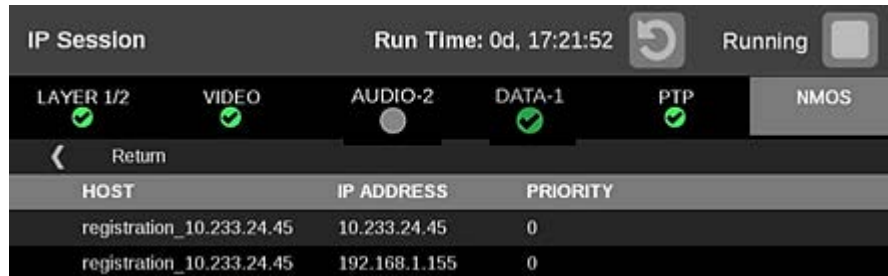 IP Session Run Time: 0d, 17:21:52 Running
LAYER 1/2 VIDEO AUDIO-2 DATA-1 PTP NMOS
Return
HOST IP ADDRESS PRIORITY
registration_10.233.24.45 10.233.24.45 0
registration_10.233.24.45 192.168.1.155 0